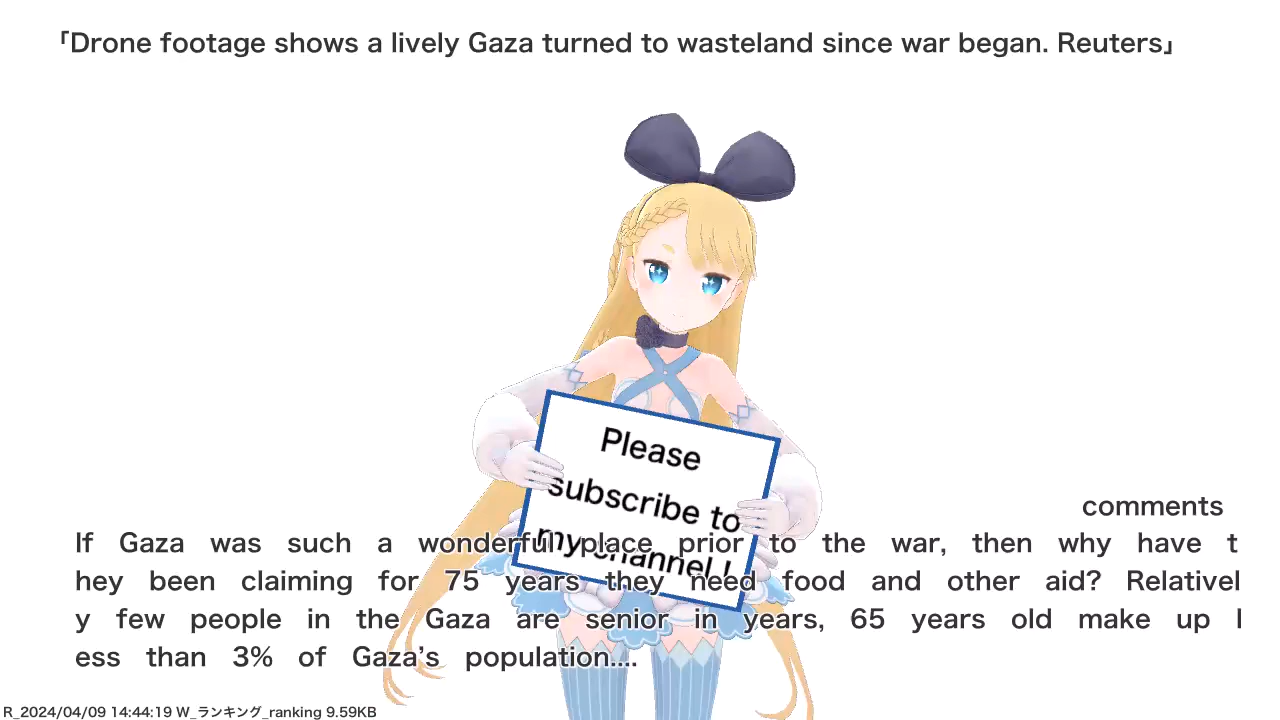 「Drone footage shows a lively Gaza turned to wasteland since war began. Reuters」
Please
subscribe to
my channel !
comments
If Gaza was such a wonderful place prior to the war, then why have t
hey been claiming for 75 years they need food and other aid? Relativel
y few people in the Gaza are senior in years, 65 years old make up l
ess than 3% of Gaza’s population....
R_2024/04/09 14:44:19 W_ランキング_ranking 9.59KB